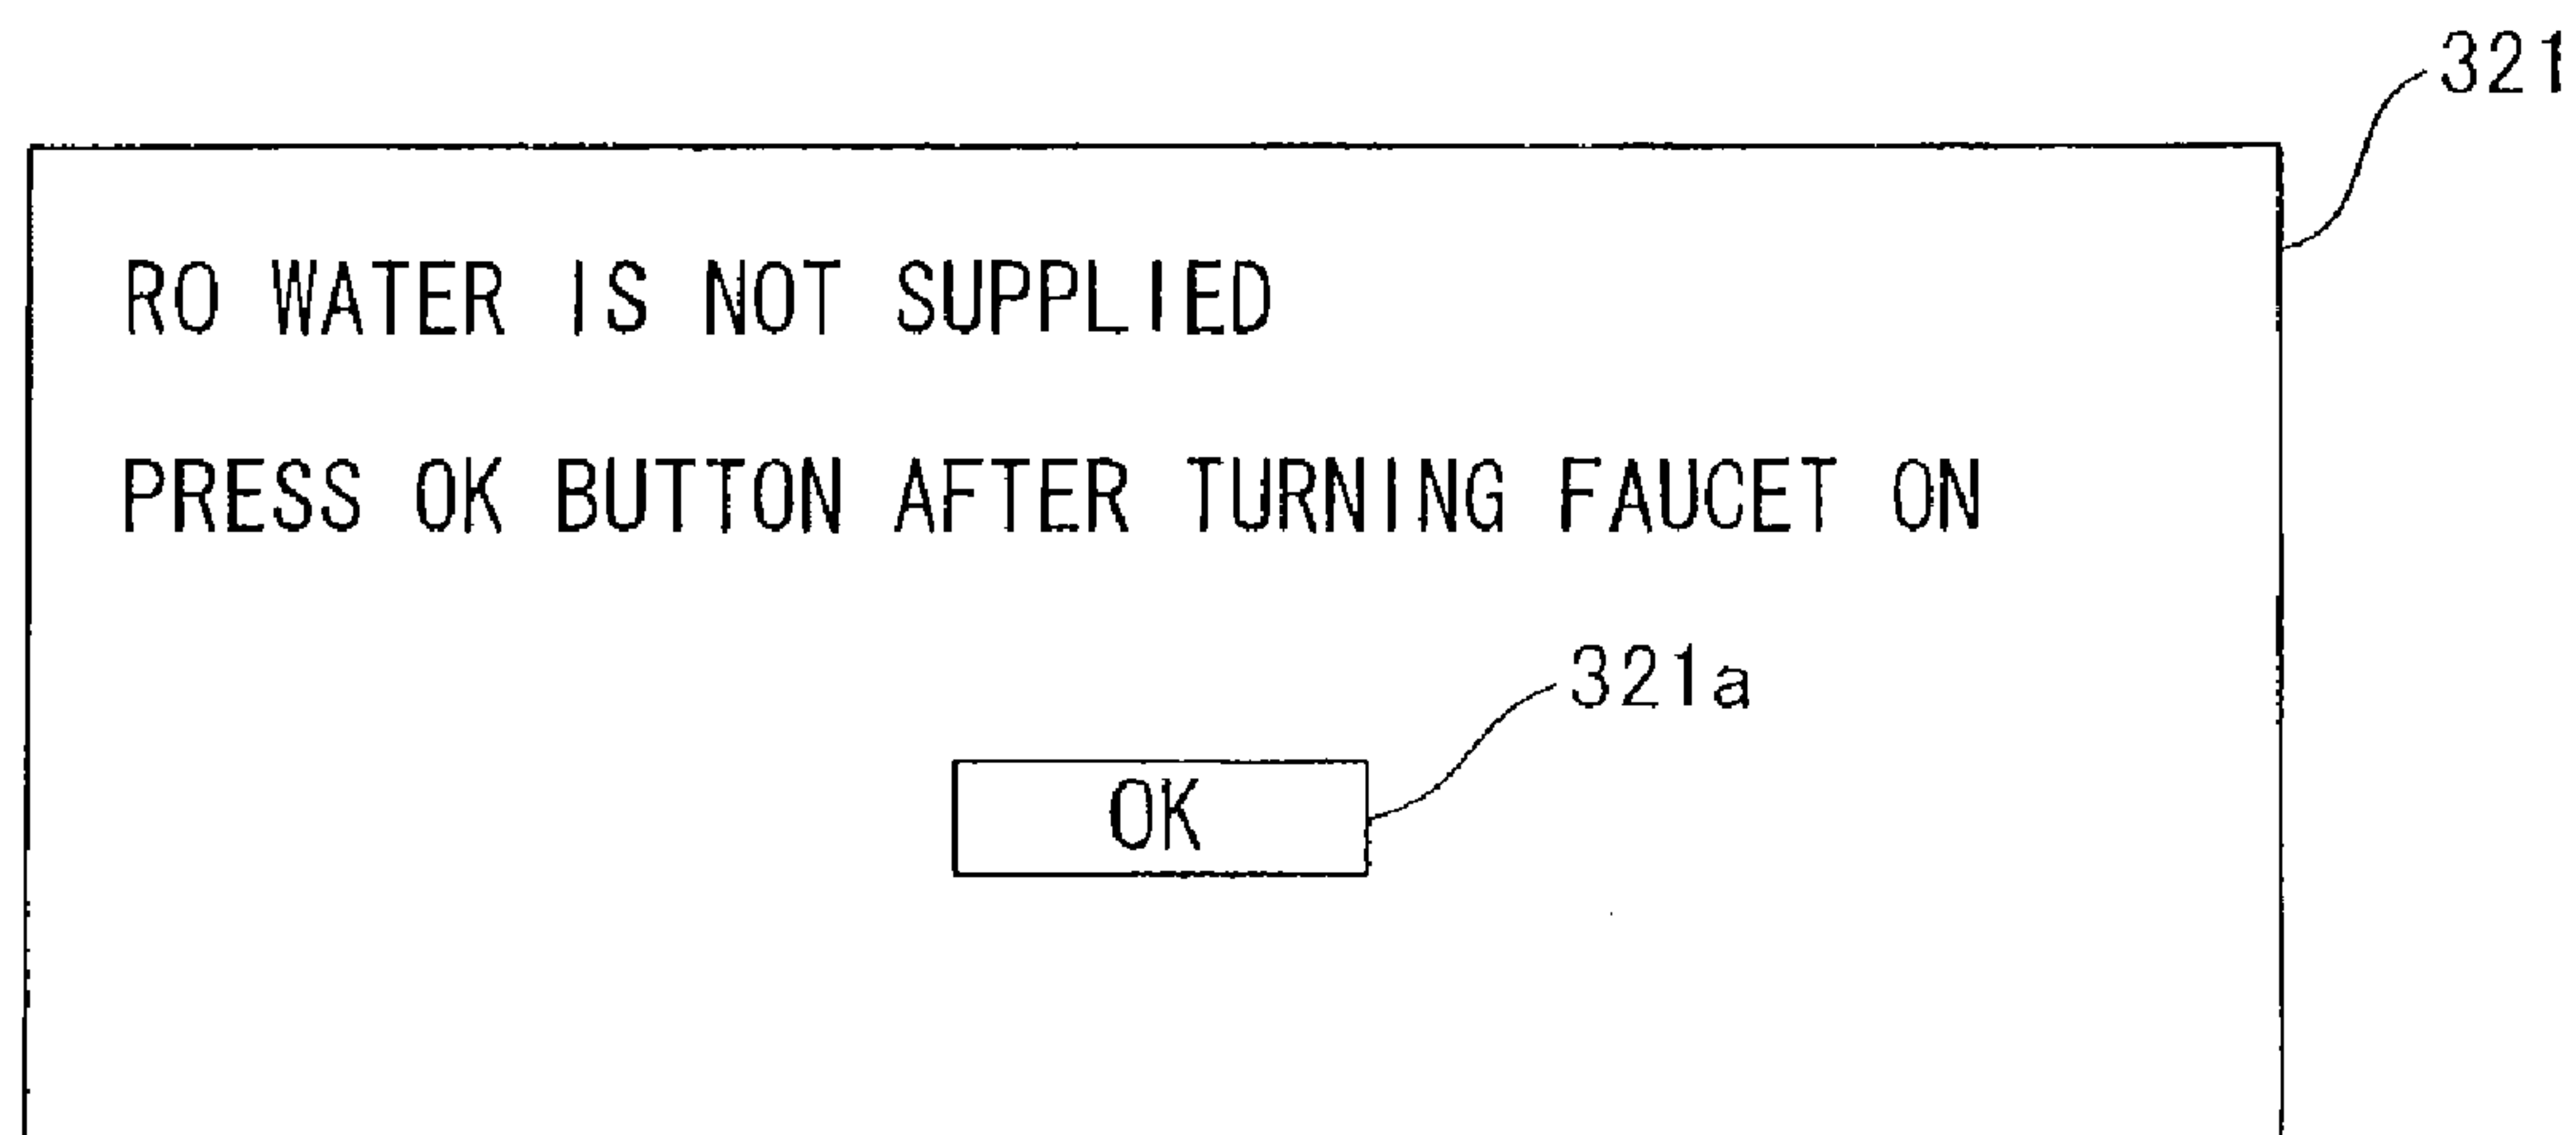 321
RO WATER IS NOT SUPPLIED
PRESS OK BUTTON AFTER TURNING FAUCET ON
321a
OK